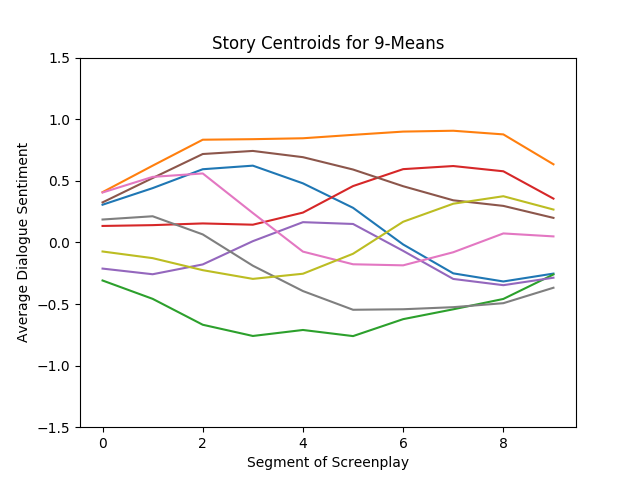 Story Centroids for 9-Means
1.5
1.0
0.5
0.0
−0.5
−1.0
−1.5
Average Dialogue Sentiment
0 2 4 6 8
Segment of Screenplay